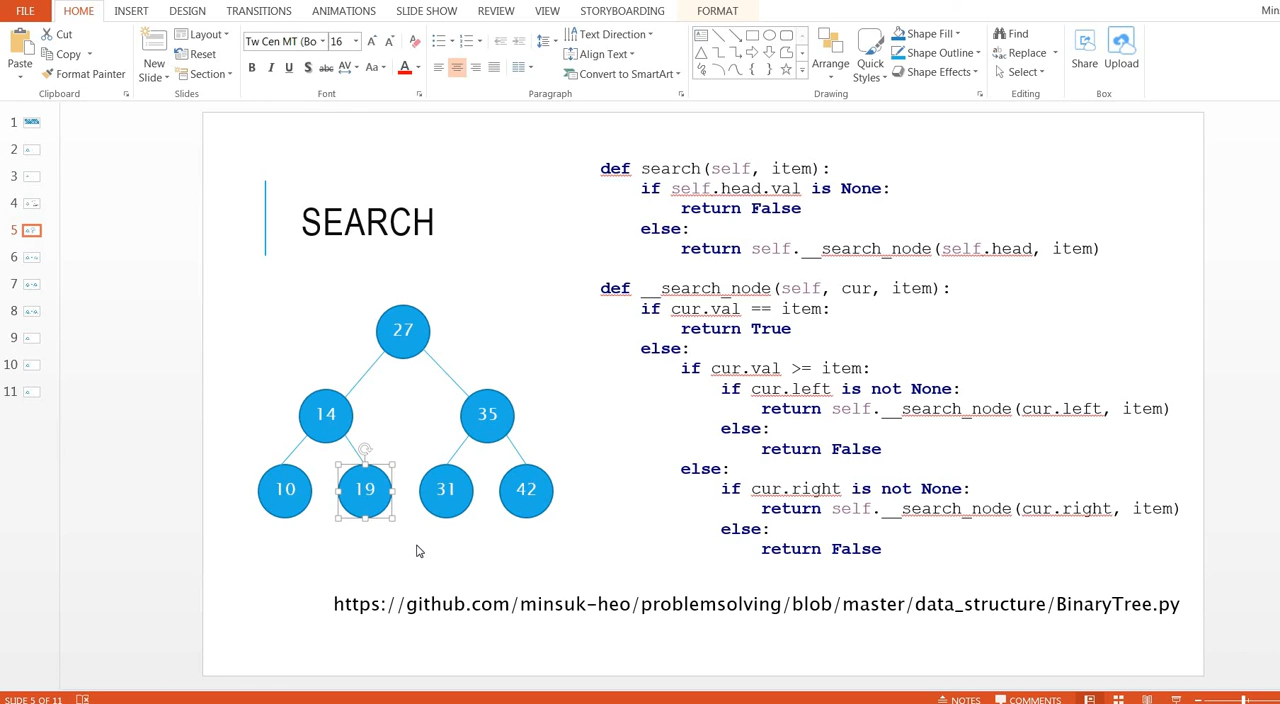 FILE HOME INSERT DESIGN TRANSITIONS ANIMATIONS SLIDE SHOW REVIEW VIEW STORYBOARDING FORMAT Min
Paste
Cut
Copy
Format Painter
Clipboard
New
Slide
Layout
Reset
Section
Slides
Tw Cen MT (Bo 16 A A
B I U S abc AV Aa A
Font
Text Direction
Align Text
Convert to SmartArt
Paragraph
Arrange
Quick
Styles
Shape Fill
Shape Outline
Shape Effects
Drawing
Find
Replace
Select
Editing
Share Upload
Box
1
2
3
4
5
6
7
8
9
10
11
SEARCH
27
14 35
10 19 31 42
def search(self, item):
if self.head.val is None:
return False
else:
return self.__search_node(self.head, item)
def __search_node(self, cur, item):
if cur.val == item:
return True
else:
if cur.val >= item:
if cur.left is not None:
return self.__search_node(cur.left, item)
else:
return False
else:
if cur.right is not None:
return self.__search_node(cur.right, item)
else:
return False
https://github.com/minsuk-heo/problemsolving/blob/master/data_structure/BinaryTree.py
SLIDE 5 OF 11 NOTES COMMENTS